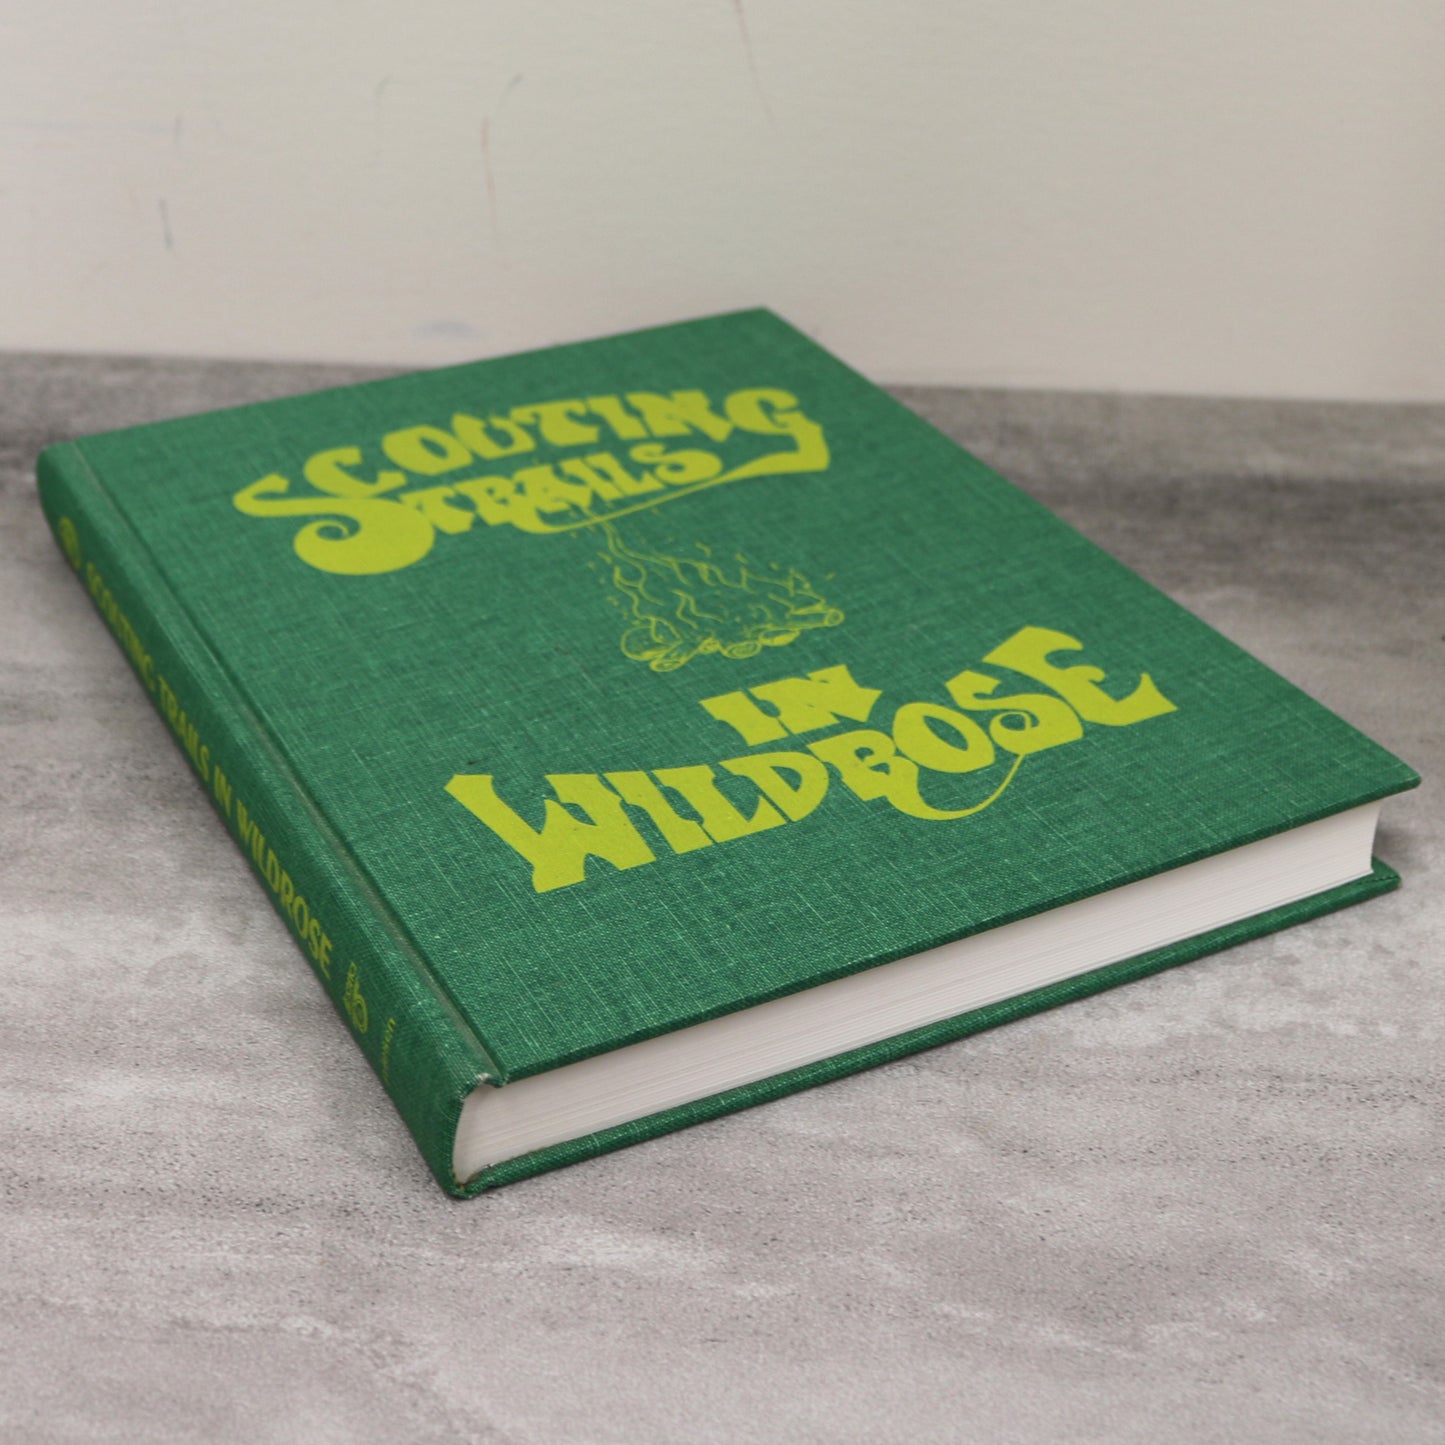 SCOUTING
TRAILS
IN
WILDROSE
SCOUTING TRAILS IN WILDROSE